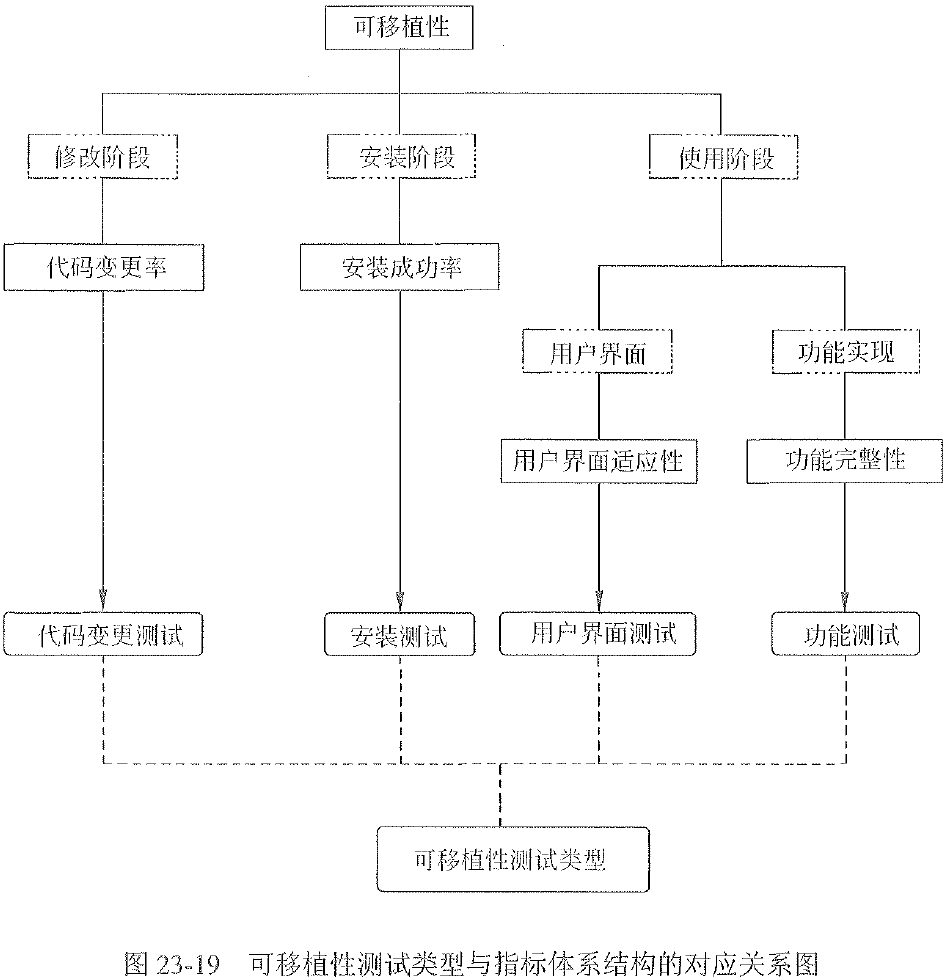 可移植性
修改阶段
安装阶段
使用阶段
代码变更率
安装成功率
用户界面
功能实现
用户界面适应性
功能完整性
代码变更测试
安装测试
用户界面测试
功能测试
可移植性测试类型
图 23-19 可移植性测试类型与指标体系结构的对应关系图